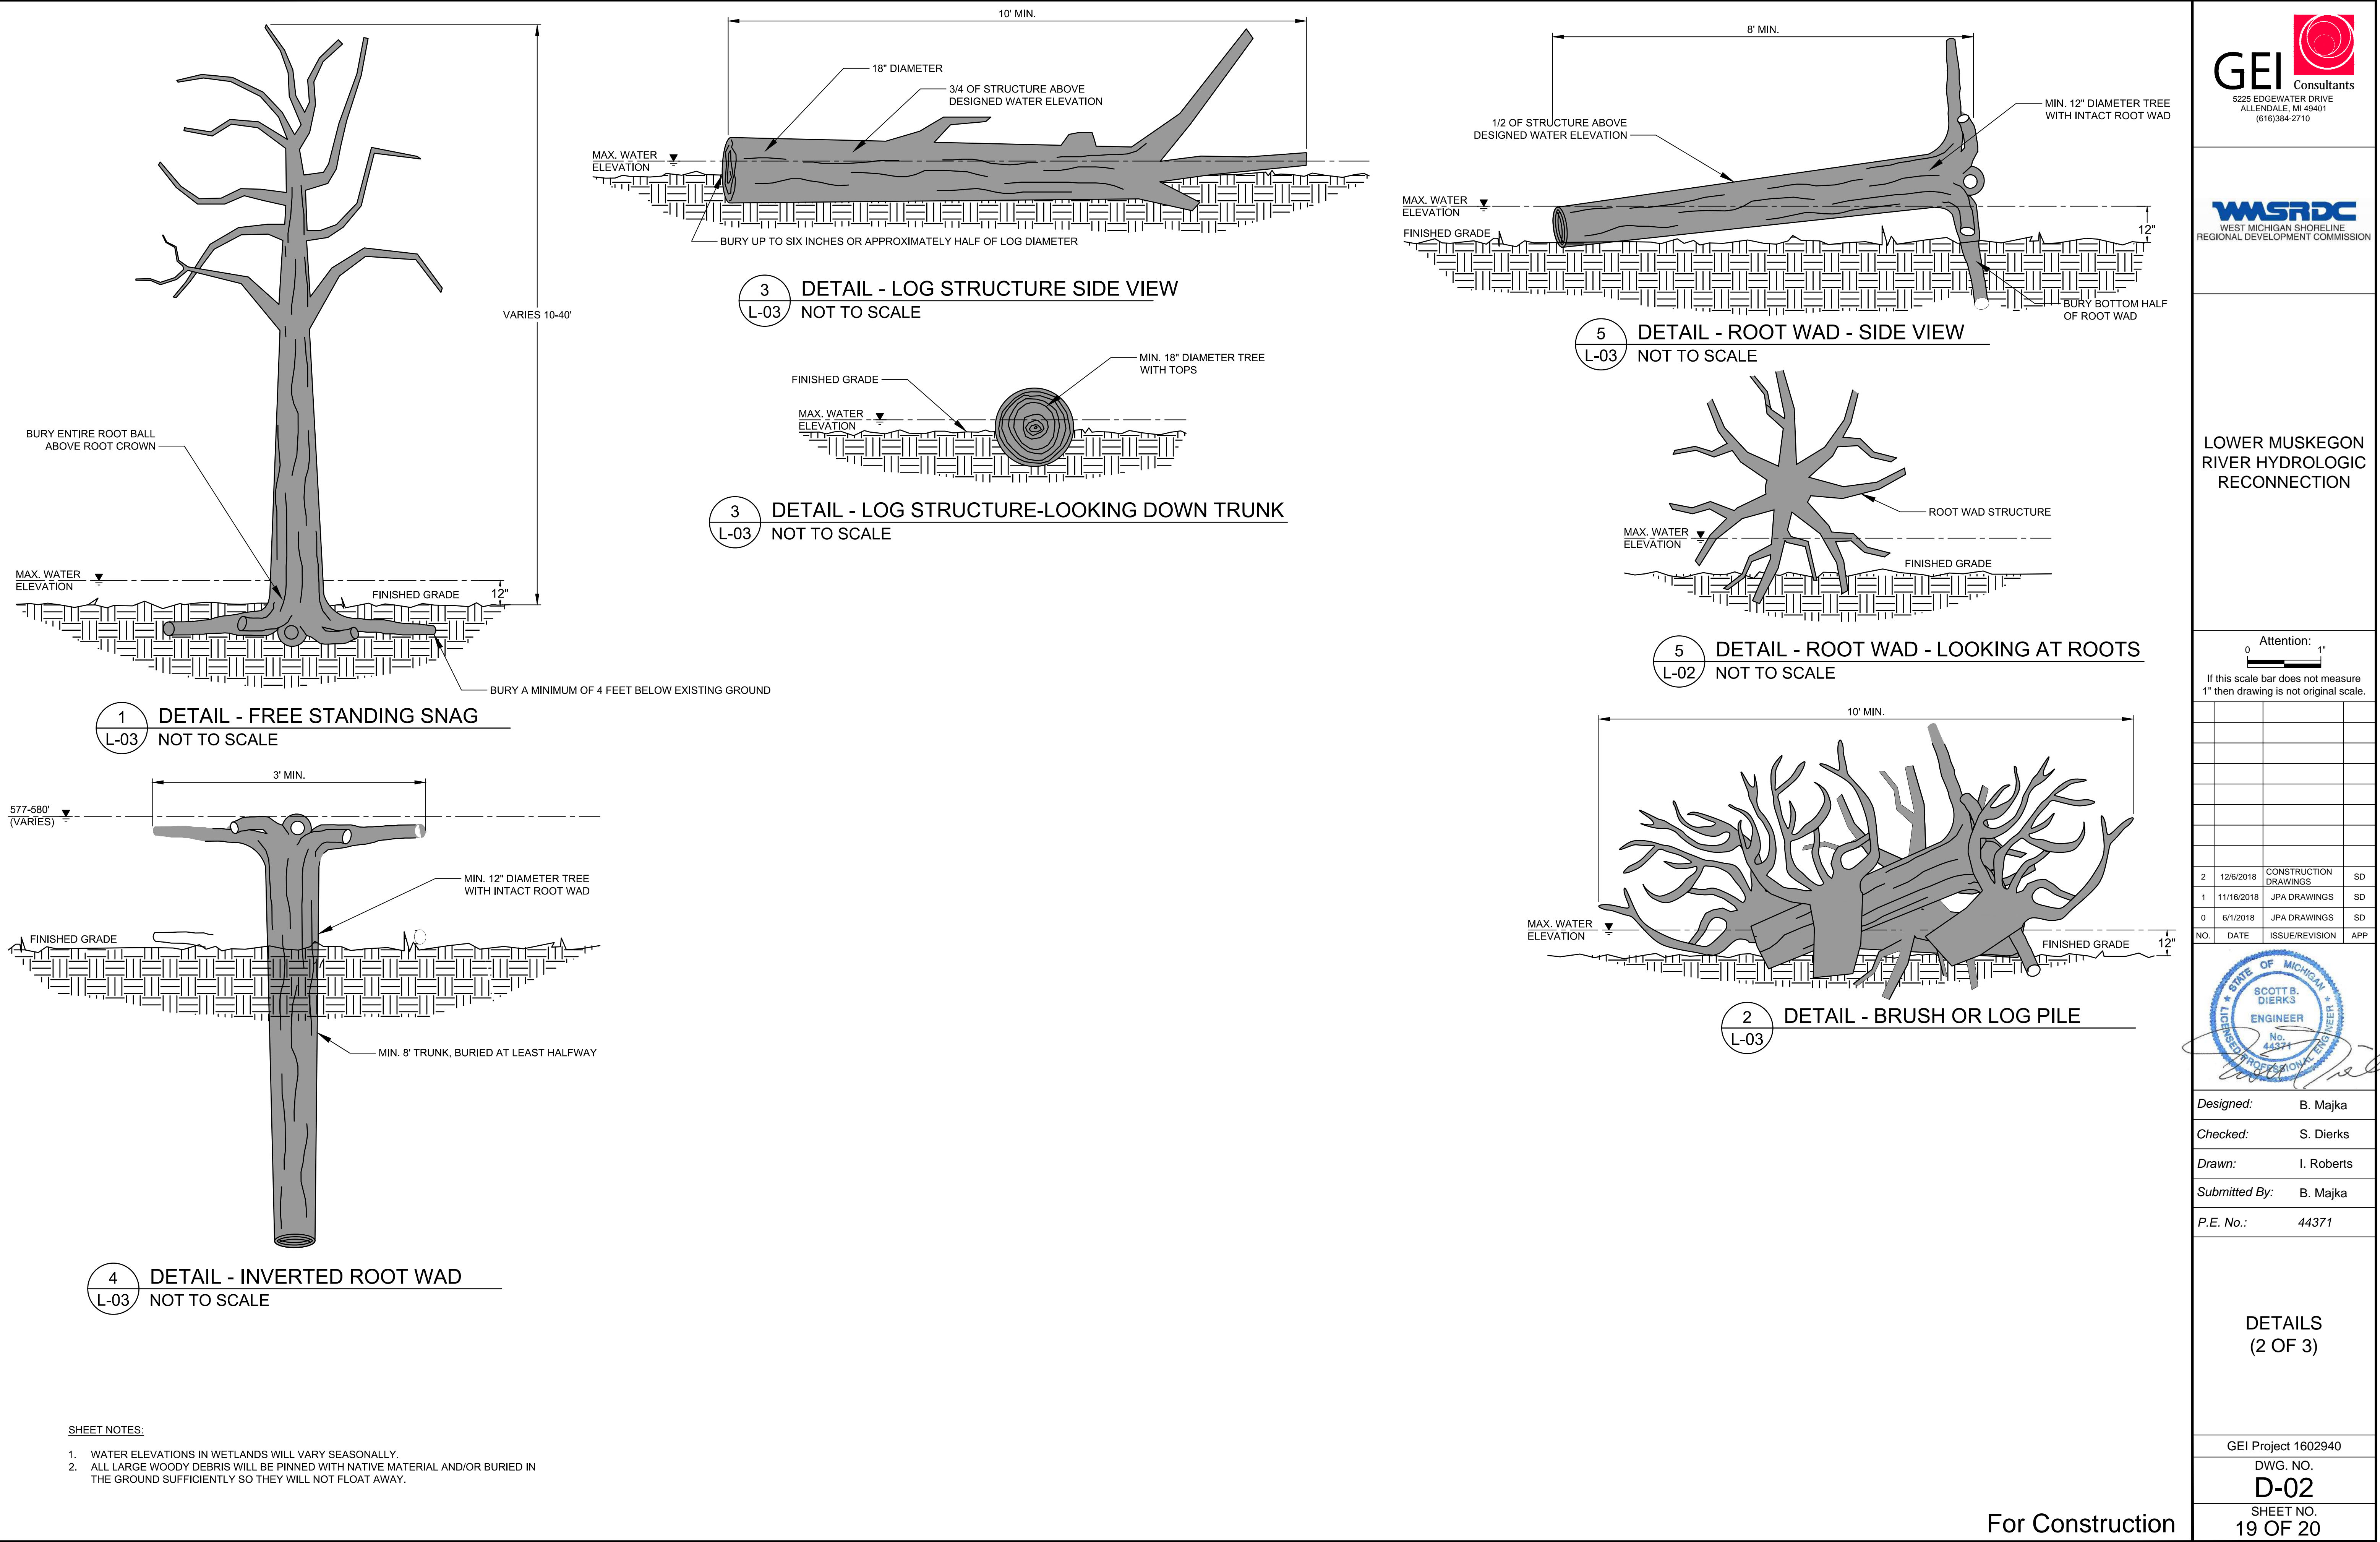 VARIES 10-40'
BURY ENTIRE ROOT BALL
ABOVE ROOT CROWN
MAX. WATER
ELEVATION
FINISHED GRADE
12"
BURY A MINIMUM OF 4 FEET BELOW EXISTING GROUND
1
L-03
DETAIL - FREE STANDING SNAG
NOT TO SCALE
10' MIN.
18" DIAMETER
3/4 OF STRUCTURE ABOVE
DESIGNED WATER ELEVATION
MAX. WATER
ELEVATION
BURY UP TO SIX INCHES OR APPROXIMATELY HALF OF LOG DIAMETER
3
L-03
DETAIL - LOG STRUCTURE SIDE VIEW
NOT TO SCALE
MIN. 18" DIAMETER TREE
WITH TOPS
FINISHED GRADE
MAX. WATER
ELEVATION
3
L-03
DETAIL - LOG STRUCTURE-LOOKING DOWN TRUNK
NOT TO SCALE
8' MIN.
MIN. 12" DIAMETER TREE
WITH INTACT ROOT WAD
1/2 OF STRUCTURE ABOVE
DESIGNED WATER ELEVATION
MAX. WATER
ELEVATION
FINISHED GRADE
12"
BURY BOTTOM HALF
OF ROOT WAD
5
L-03
DETAIL - ROOT WAD - SIDE VIEW
NOT TO SCALE
ROOT WAD STRUCTURE
MAX. WATER
ELEVATION
FINISHED GRADE
5
L-02
DETAIL - ROOT WAD - LOOKING AT ROOTS
NOT TO SCALE
10' MIN.
MAX. WATER
ELEVATION
FINISHED GRADE
12"
2
L-03
DETAIL - BRUSH OR LOG PILE
3' MIN.
577-580'
(VARIES)
MIN. 12" DIAMETER TREE
WITH INTACT ROOT WAD
FINISHED GRADE
MIN. 8' TRUNK, BURIED AT LEAST HALFWAY
4
L-03
DETAIL - INVERTED ROOT WAD
NOT TO SCALE
SHEET NOTES:
1. WATER ELEVATIONS IN WETLANDS WILL VARY SEASONALLY.
2. ALL LARGE WOODY DEBRIS WILL BE PINNED WITH NATIVE MATERIAL AND/OR BURIED IN
THE GROUND SUFFICIENTLY SO THEY WILL NOT FLOAT AWAY.
For Construction
GEI
Consultants
5225 EDGEWATER DRIVE
ALLENDALE, MI 49401
(616)384-2710
WMSRDC
WEST MICHIGAN SHORELINE
REGIONAL DEVELOPMENT COMMISSION
LOWER MUSKEGON
RIVER HYDROLOGIC
RECONNECTION
Attention:
0 1"
If this scale bar does not measure
1" then drawing is not original scale.
2 12/6/2018 CONSTRUCTION DRAWINGS SD
1 11/16/2018 JPA DRAWINGS SD
0 6/1/2018 JPA DRAWINGS SD
NO. DATE ISSUE/REVISION APP
STATE OF MICHIGAN
SCOTT B.
DIERKS
ENGINEER
No.
44371
LICENSED PROFESSIONAL ENGINEER
Designed: B. Majka
Checked: S. Dierks
Drawn: I. Roberts
Submitted By: B. Majka
P.E. No.: 44371
DETAILS
(2 OF 3)
GEI Project 1602940
DWG. NO.
D-02
SHEET NO.
19 OF 20